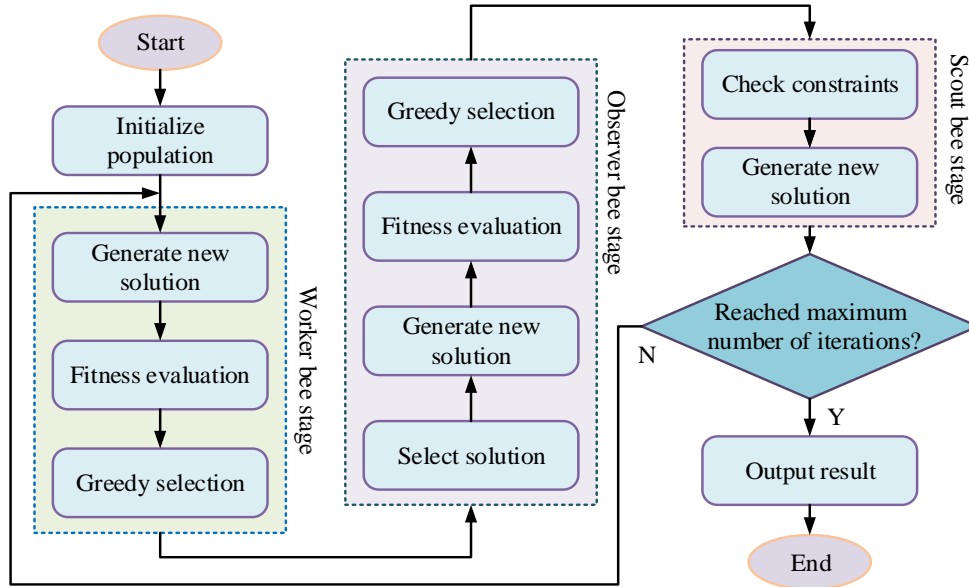 Start
Initialize
population
Generate new
solution
Fitness evaluation
Greedy selection
Worker bee stage
Greedy selection
Fitness evaluation
Generate new
solution
Select solution
Observer bee stage
Check constraints
Generate new
solution
Scout bee stage
Reached maximum
number of iterations?
N
Y
Output result
End